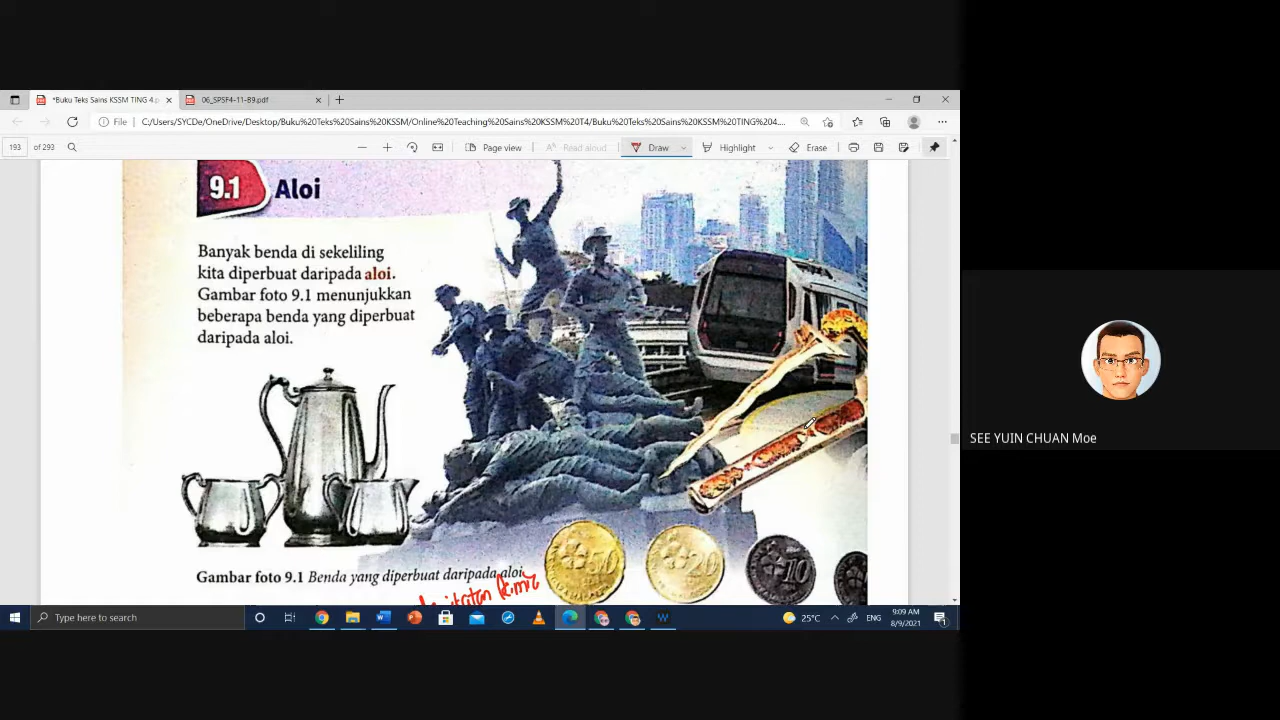 *Buku Teks Sains KSSM TING 4.p
06_SPSF4-11-B9.pdf
File
C:/Users/SYCDe/OneDrive/Desktop/Buku%20Teks%20Sains%20KSSM/Online%20Teaching%20Sains%20KSSM%20T4/Buku%20Teks%20Sains%20KSSM%20TING%204....
193 of 293
Page view
Read aloud
Draw
Highlight
Erase
9.1 Aloi
Banyak benda di sekeliling
kita diperbuat daripada aloi.
Gambar foto 9.1 menunjukkan
beberapa benda yang diperbuat
daripada aloi.
50
20
10
Gambar foto 9.1 Benda yang diperbuat daripada aloi
SEE YUIN CHUAN Moe
Type here to search
25°C
ENG
9:09 AM
8/9/2021